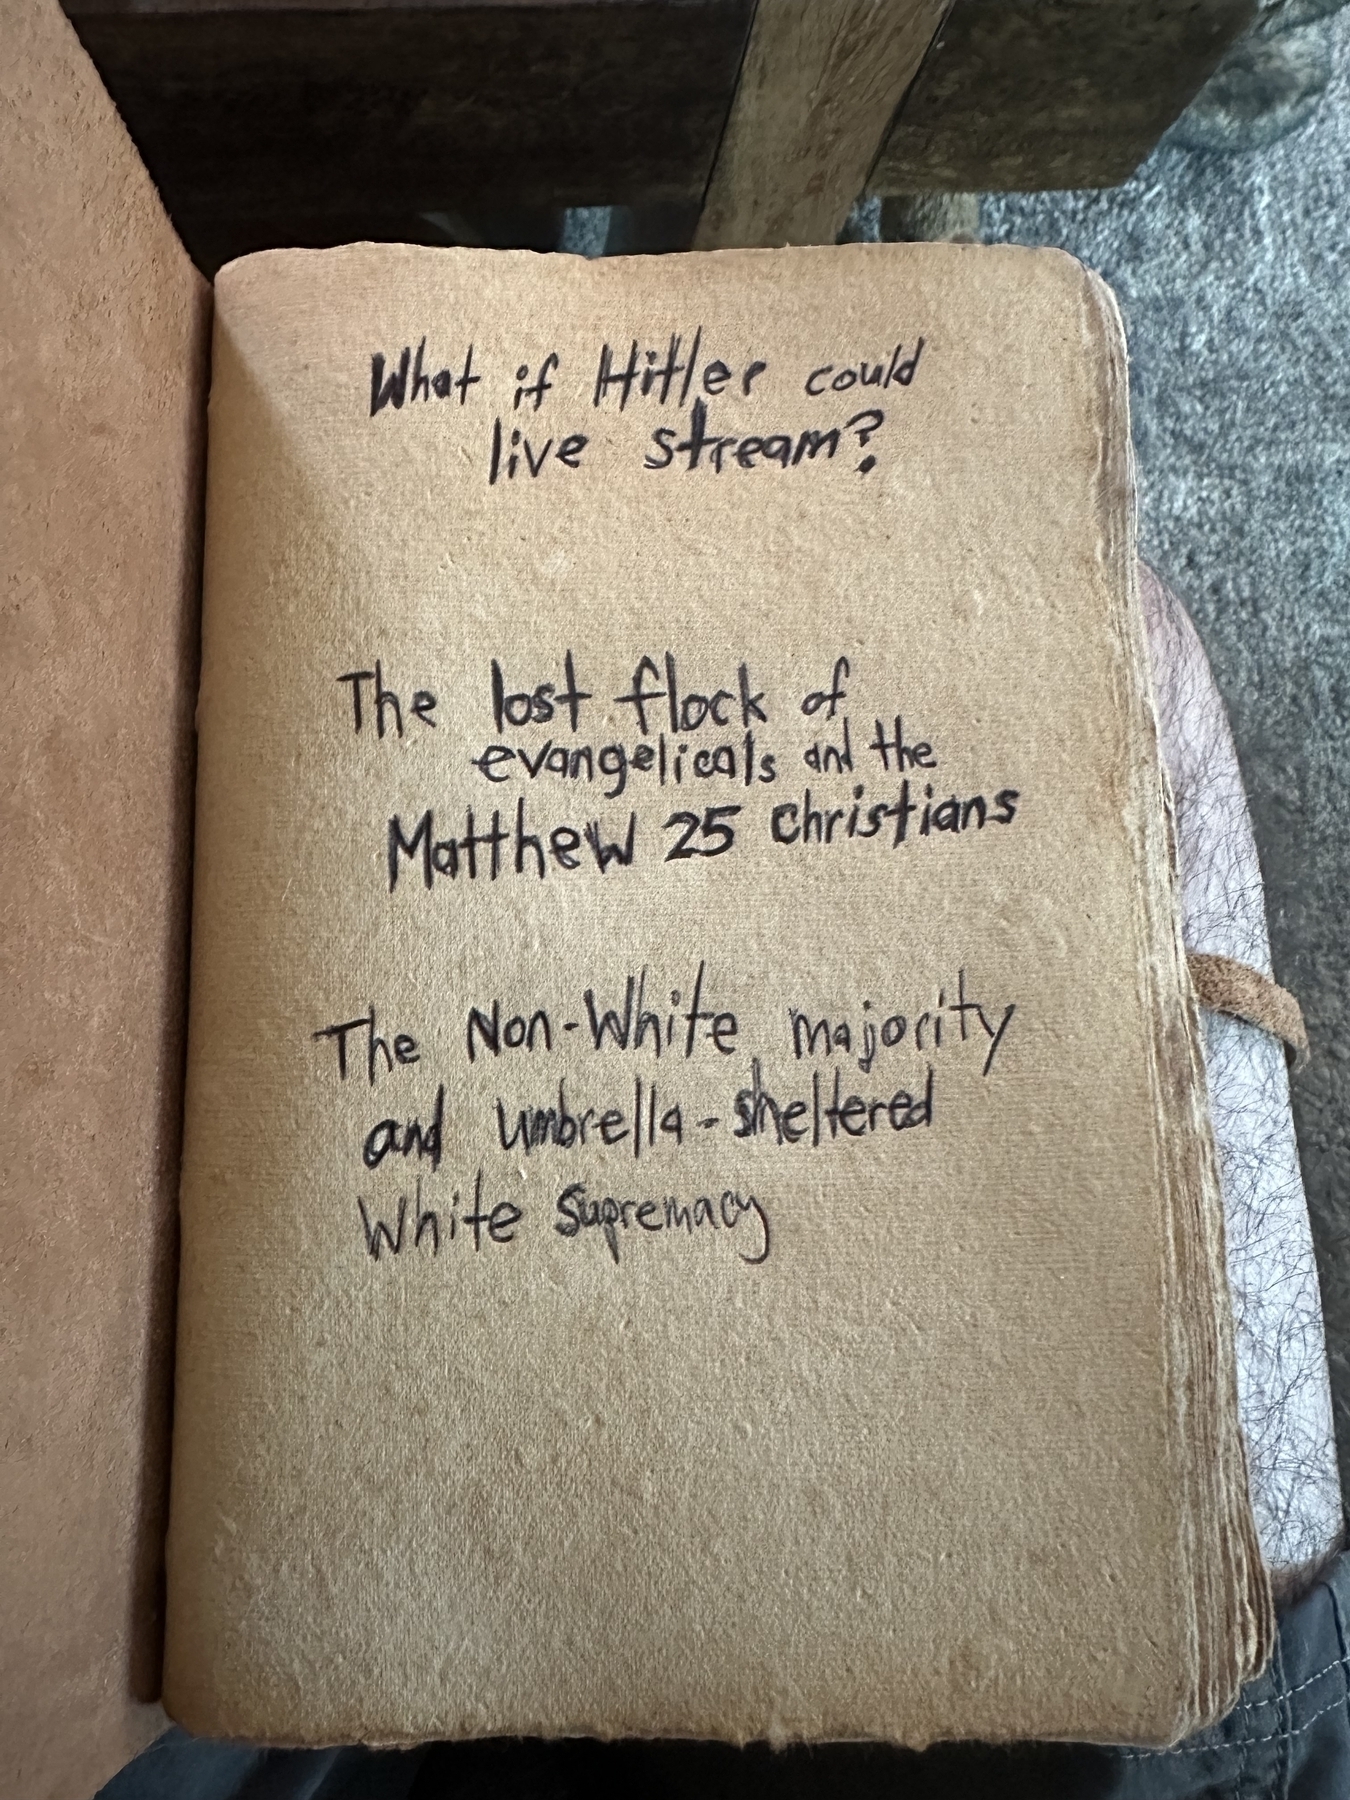 What if Hitler could
live stream?
The lost flock of
evangelicals and the
Matthew 25 Christians
The Non-White majority
and umbrella-sheltered
White Supremacy